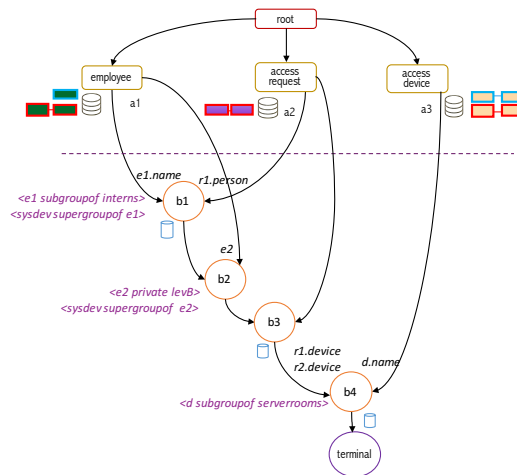 root
employee
access
request
access
device
a1
a2
a3
e1.name
r1.person
<e1 subgroupof interns>
<sysdev supergroupof e1>
b1
e2
b2
<e2 private levB>
<sysdev supergroupof e2>
b3
r1.device
r2.device
d.name
b4
<d subgroupof serverrooms>
terminal